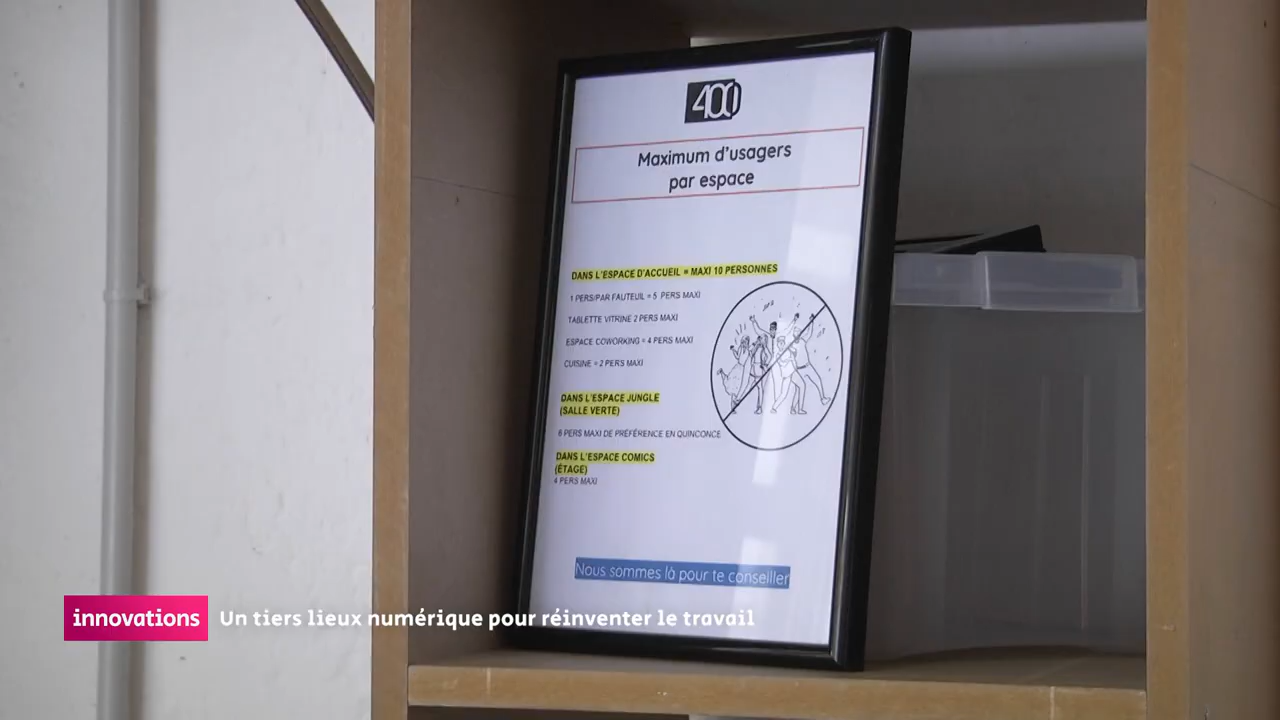 400
Maximum d'usagers
par espace
DANS L'ESPACE D'ACCUEIL = MAXI 10 PERSONNES
1 PERS/PAR FAUTEUIL = 5 PERS MAXI
TABLETTE VITRINE 2 PERS MAXI
ESPACE COWORKING = 4 PERS MAXI
CUISINE = 2 PERS MAXI
DANS L'ESPACE JUNGLE
(SALLE VERTE)
6 PERS MAXI DE PRÉFÉRENCE EN QUINCONCE
DANS L'ESPACE COMICS
(ÉTAGE)
4 PERS MAXI
Nous sommes là pour te conseiller
innovations Un tiers lieux numérique pour réinventer le travail